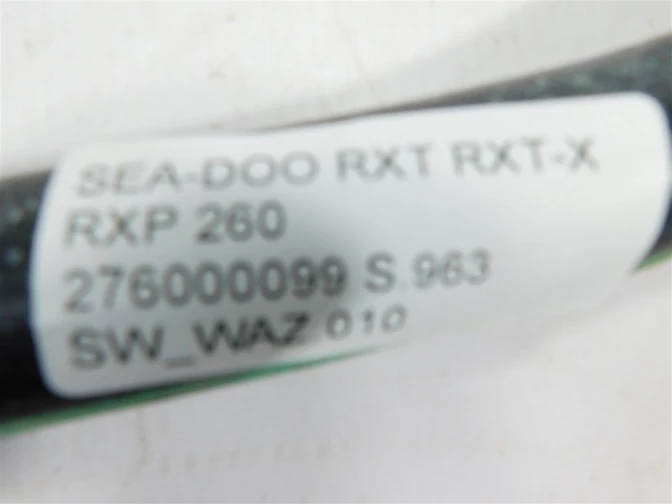 SEA-DOO RXT RXT-X
RXP 260
276000099 S.963
SW_WAZ 010